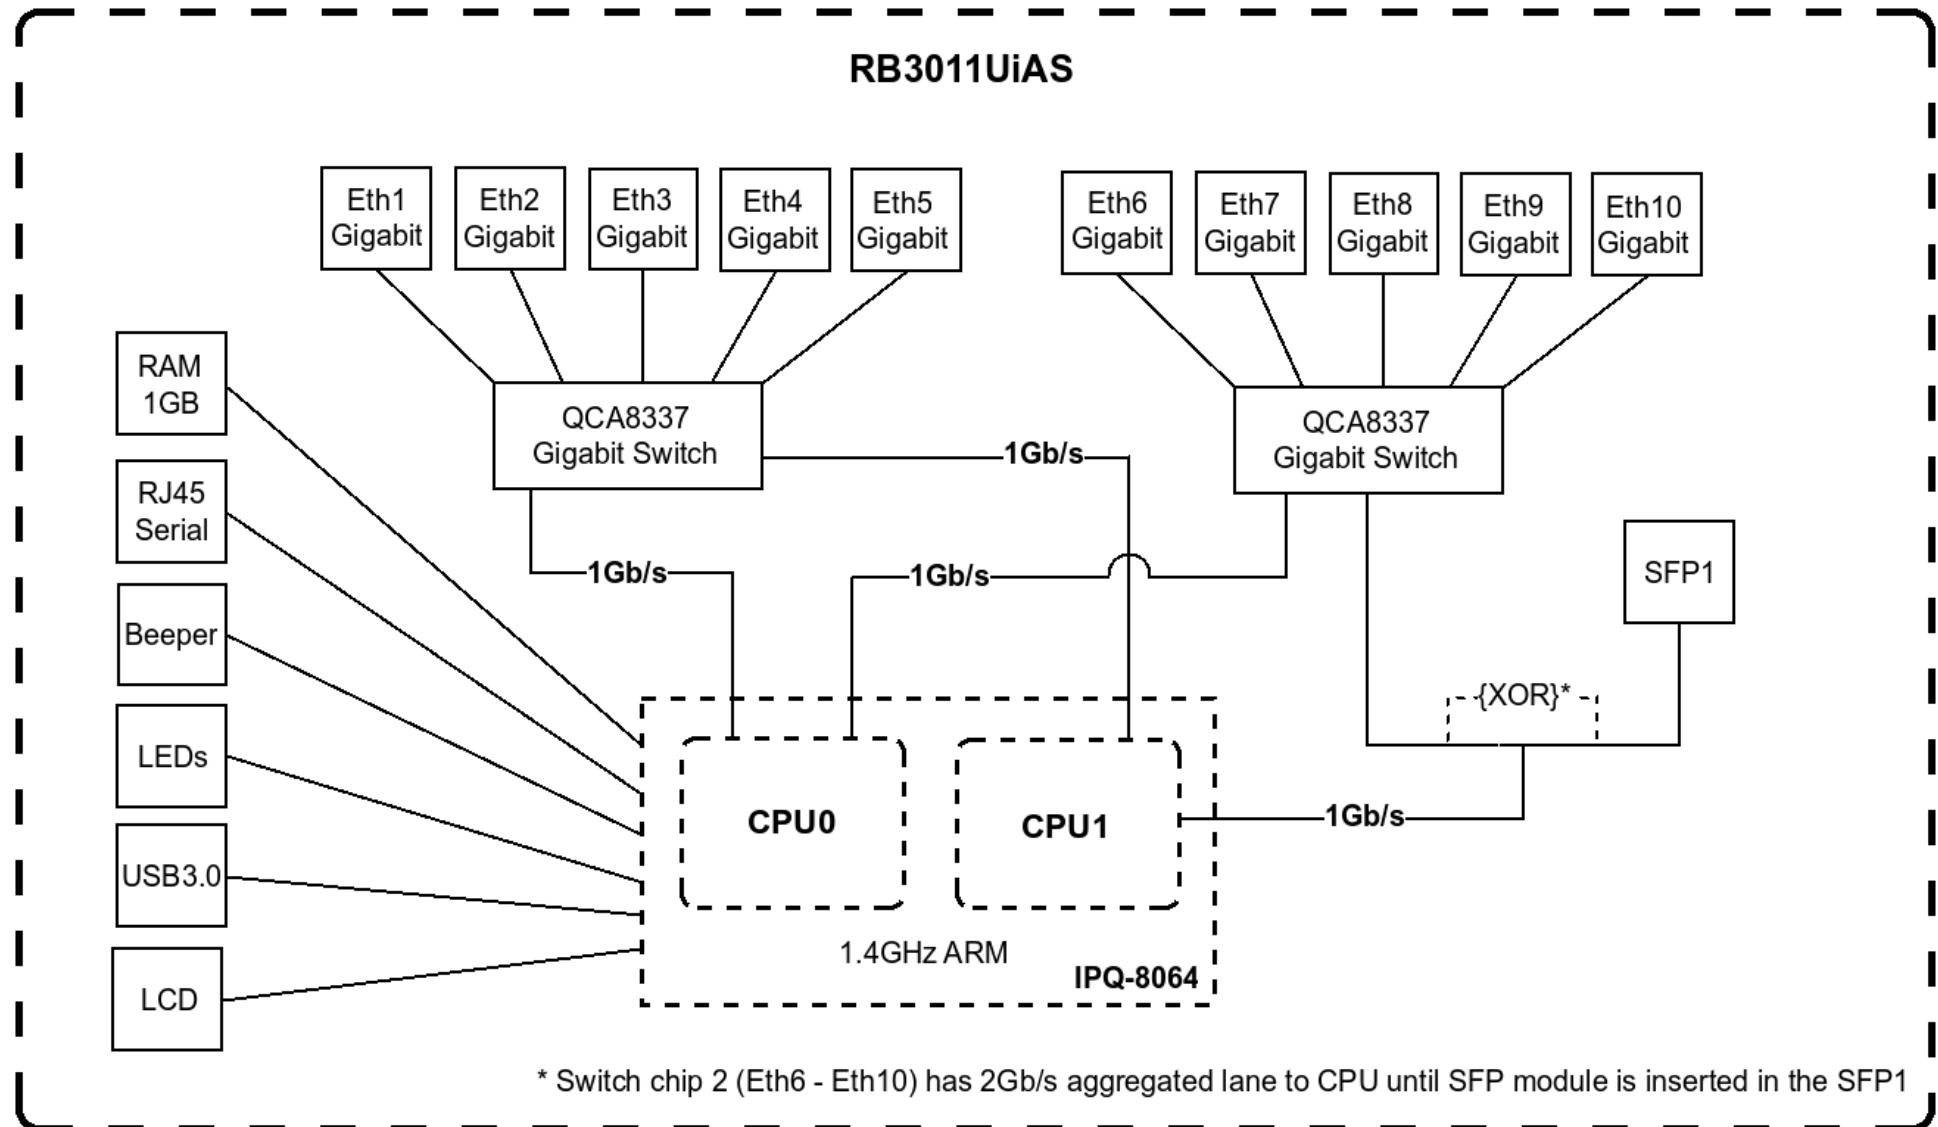 RB3011UiAS
Eth1
Gigabit
Eth2
Gigabit
Eth3
Gigabit
Eth4
Gigabit
Eth5
Gigabit
Eth6
Gigabit
Eth7
Gigabit
Eth8
Gigabit
Eth9
Gigabit
Eth10
Gigabit
RAM
1GB
RJ45
Serial
Beeper
LEDs
USB3.0
LCD
QCA8337
Gigabit Switch
QCA8337
Gigabit Switch
1Gb/s
1Gb/s
1Gb/s
SFP1
{XOR}*
1Gb/s
CPU0
CPU1
1.4GHz ARM
IPQ-8064
* Switch chip 2 (Eth6 - Eth10) has 2Gb/s aggregated lane to CPU until SFP module is inserted in the SFP1